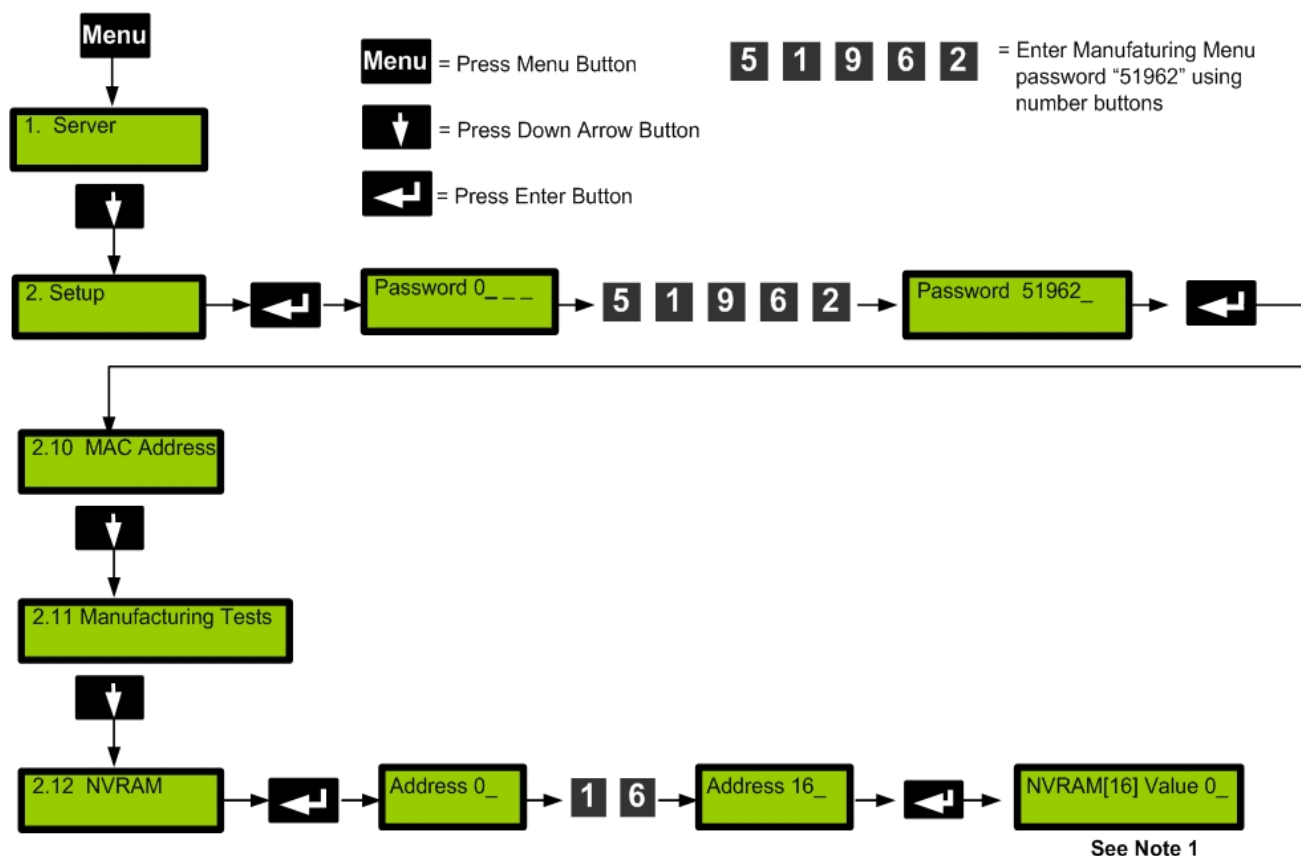 Menu
Menu = Press Menu Button
5 1 9 6 2 = Enter Manufaturing Menu
password “51962” using
number buttons
1. Server
= Press Down Arrow Button
= Press Enter Button
2. Setup
Password 0_ _ _
5 1 9 6 2
Password 51962_
2.10 MAC Address
2.11 Manufacturing Tests
2.12 NVRAM
Address 0_
1 6
Address 16_
NVRAM[16] Value 0_
See Note 1